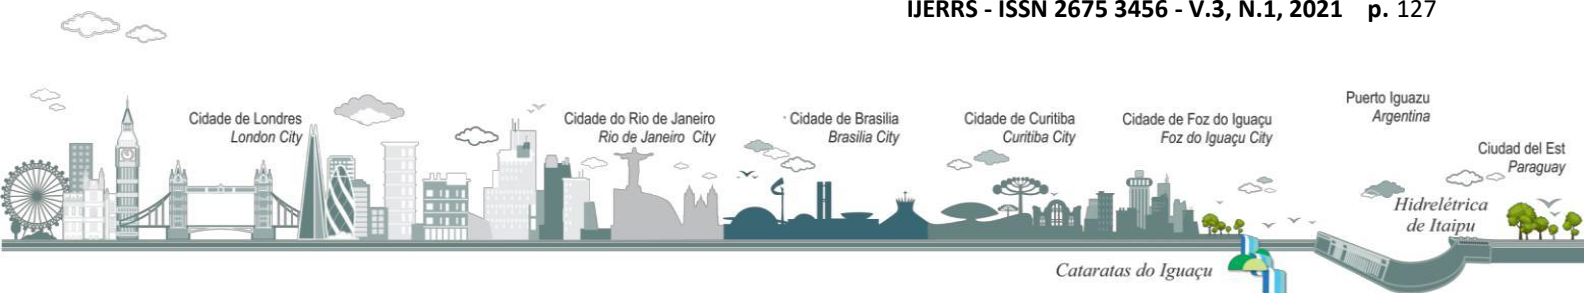 IJERRS - ISSN 2675 3456 - V.3, N.1, 2021 p. 127
Cidade de Londres
London City
Cidade do Rio de Janeiro
Rio de Janeiro City
Cidade de Brasilia
Brasilia City
Cidade de Curitiba
Curitiba City
Cidade de Foz do Iguaçu
Foz do Iguaçu City
Puerto Iguazu
Argentina
Ciudad del Est
Paraguay
Hidrelétrica
de Itaipu
Cataratas do Iguaçu